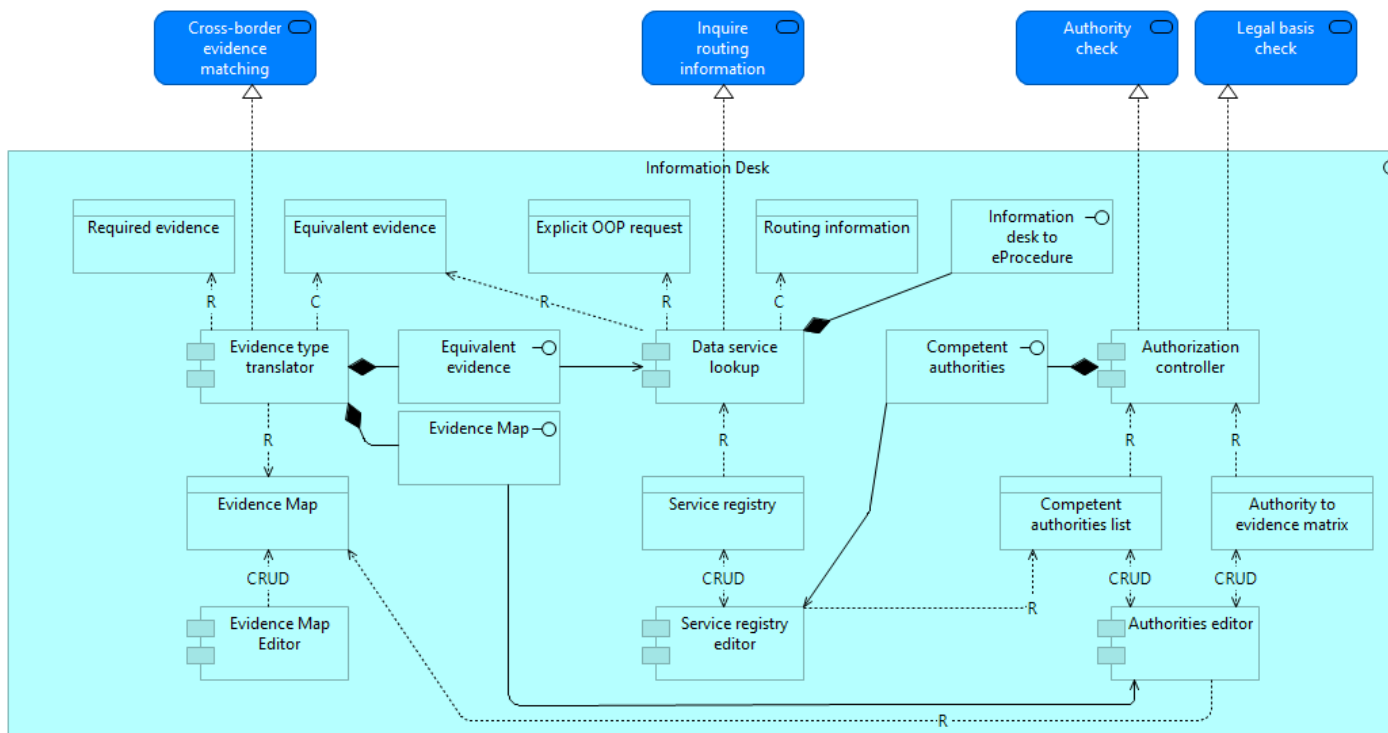 Cross-border
evidence
matching
Inquire
routing
information
Authority
check
Legal basis
check
Information Desk
Required evidence
Equivalent evidence
Explicit OOP request
Routing information
Information
desk to
eProcedure
R
C
R
R
C
Evidence type
translator
Equivalent
evidence
Data service
lookup
Competent
authorities
Authorization
controller
Evidence Map
R
R
R
R
Evidence Map
Service registry
Competent
authorities list
Authority to
evidence matrix
CRUD
CRUD
CRUD
CRUD
R
Evidence Map
Editor
Service registry
editor
Authorities editor
R